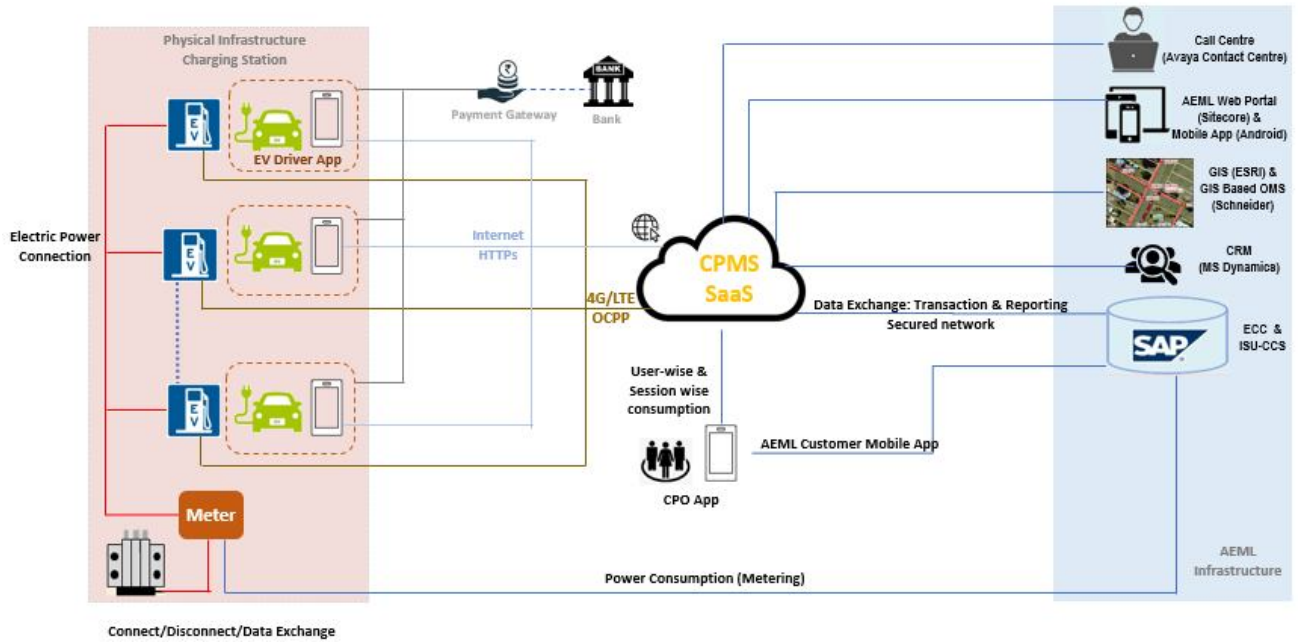 Physical Infrastructure
Charging Station
EV
EV Driver App
Payment Gateway
BANK
Bank
Call Centre
(Avaya Contact Centre)
AEML Web Portal
(Sitecore) &
Mobile App (Android)
GIS (ESRI) &
GIS Based OMS
(Schneider)
Electric Power
Connection
EV
Internet
HTTPs
CPMS
SaaS
CRM
(MS Dynamics)
4G/LTE
OCPP
Data Exchange: Transaction & Reporting
Secured network
SAP
ECC &
ISU-CCS
EV
User-wise &
Session wise
consumption
AEML Customer Mobile App
CPO App
Meter
AEML
Infrastructure
Power Consumption (Metering)
Connect/Disconnect/Data Exchange